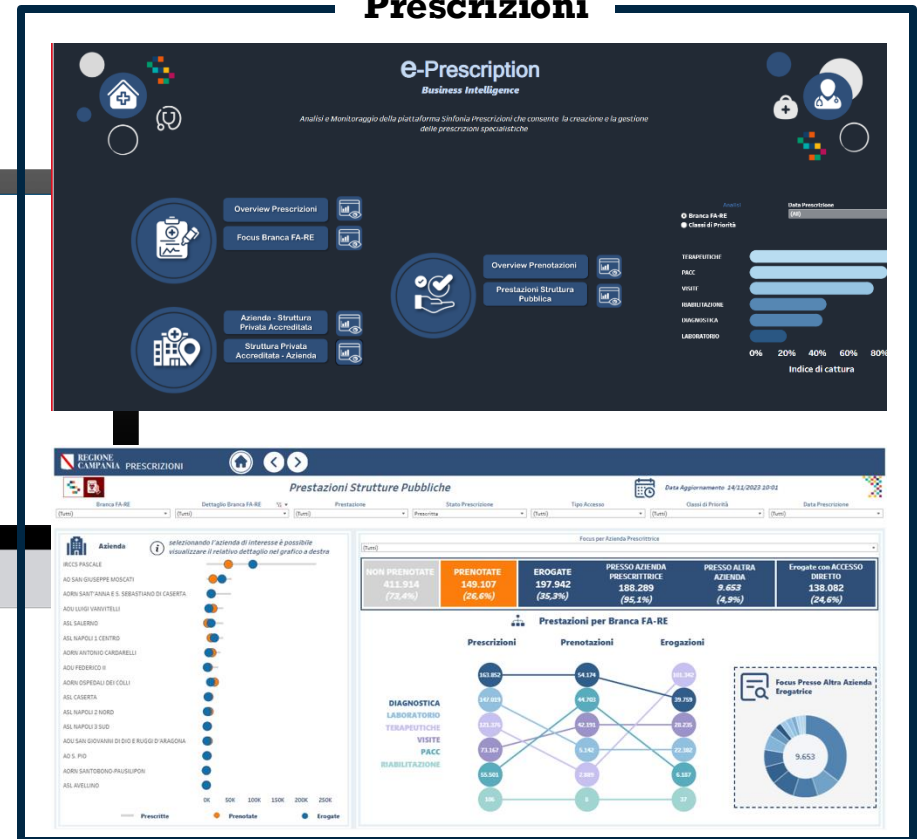 Prescrizioni
e-Prescription
Business Intelligence
Analisi e Monitoraggio della piattaforma Sinfonia Prescrizioni che consente la creazione e la gestione
delle prescrizioni specialistiche
Overview Prescrizioni
Focus Branca FA-RE
Azienda - Struttura
Privata Accreditata
Struttura Privata
Accreditata - Azienda
Overview Prenotazioni
Prestazioni Struttura
Pubblica
Analisi
Branca FA-RE
Classi di Priorità
Data Prescrizione
(All)
TERAPEUTICHE
PACC
VISITE
RIABILITAZIONE
DIAGNOSTICA
LABORATORIO
0% 20% 40% 60% 80%
Indice di cattura
REGIONE
CAMPANIA PRESCRIZIONI
Prestazioni Strutture Pubbliche
Data Aggiornamento 14/11/2023 10:01
Branca FA-RE Dettaglio Branca FA-RE Prestazione Stato Prescrizione Tipo Accesso Classi di Priorità Data Prescrizione
(Tutti) (Tutti) (Tutti) Prescritta (Tutti) (Tutti) (Tutti)
Azienda
selezionando l'azienda di interesse è possibile
visualizzare il relativo dettaglio nel grafico a destra
IRCCS PASCALE
AO SAN GIUSEPPE MOSCATI
AORN SANT'ANNA E S. SEBASTIANO DI CASERTA
AOU LUIGI VANVITELLI
ASL SALERNO
ASL NAPOLI 1 CENTRO
AORN ANTONIO CARDARELLI
AOU FEDERICO II
AORN OSPEDALI DEI COLLI
ASL CASERTA
ASL NAPOLI 2 NORD
ASL NAPOLI 3 SUD
AOU SAN GIOVANNI DI DIO E RUGGI D'ARAGONA
AO S. PIO
AORN SANTOBONO-PAUSILIPON
ASL AVELLINO
0K 50K 100K 150K 200K 250K
Prescritte Prenotate Erogate
Focus per Azienda Prescrittrice
(Tutti)
NON PRENOTATE
411.914
(73,4%)
PRENOTATE
149.107
(26,6%)
EROGATE
197.942
(35,3%)
PRESSO AZIENDA
PRESCRITTRICE
188.289
(95,1%)
PRESSO ALTRA
AZIENDA
9.653
(4,9%)
Erogate con ACCESSO
DIRETTO
138.082
(24,6%)
Prestazioni per Branca FA-RE
Prescrizioni Prenotazioni Erogazioni
DIAGNOSTICA
LABORATORIO
TERAPEUTICHE
VISITE
PACC
RIABILITAZIONE
163.852 54.174
44.703 29.759
42.191 28.235
73.167 5.142 22.382
55.501 6.187
6 37
Focus Presso Altra Azienda
Erogatrice
9.653